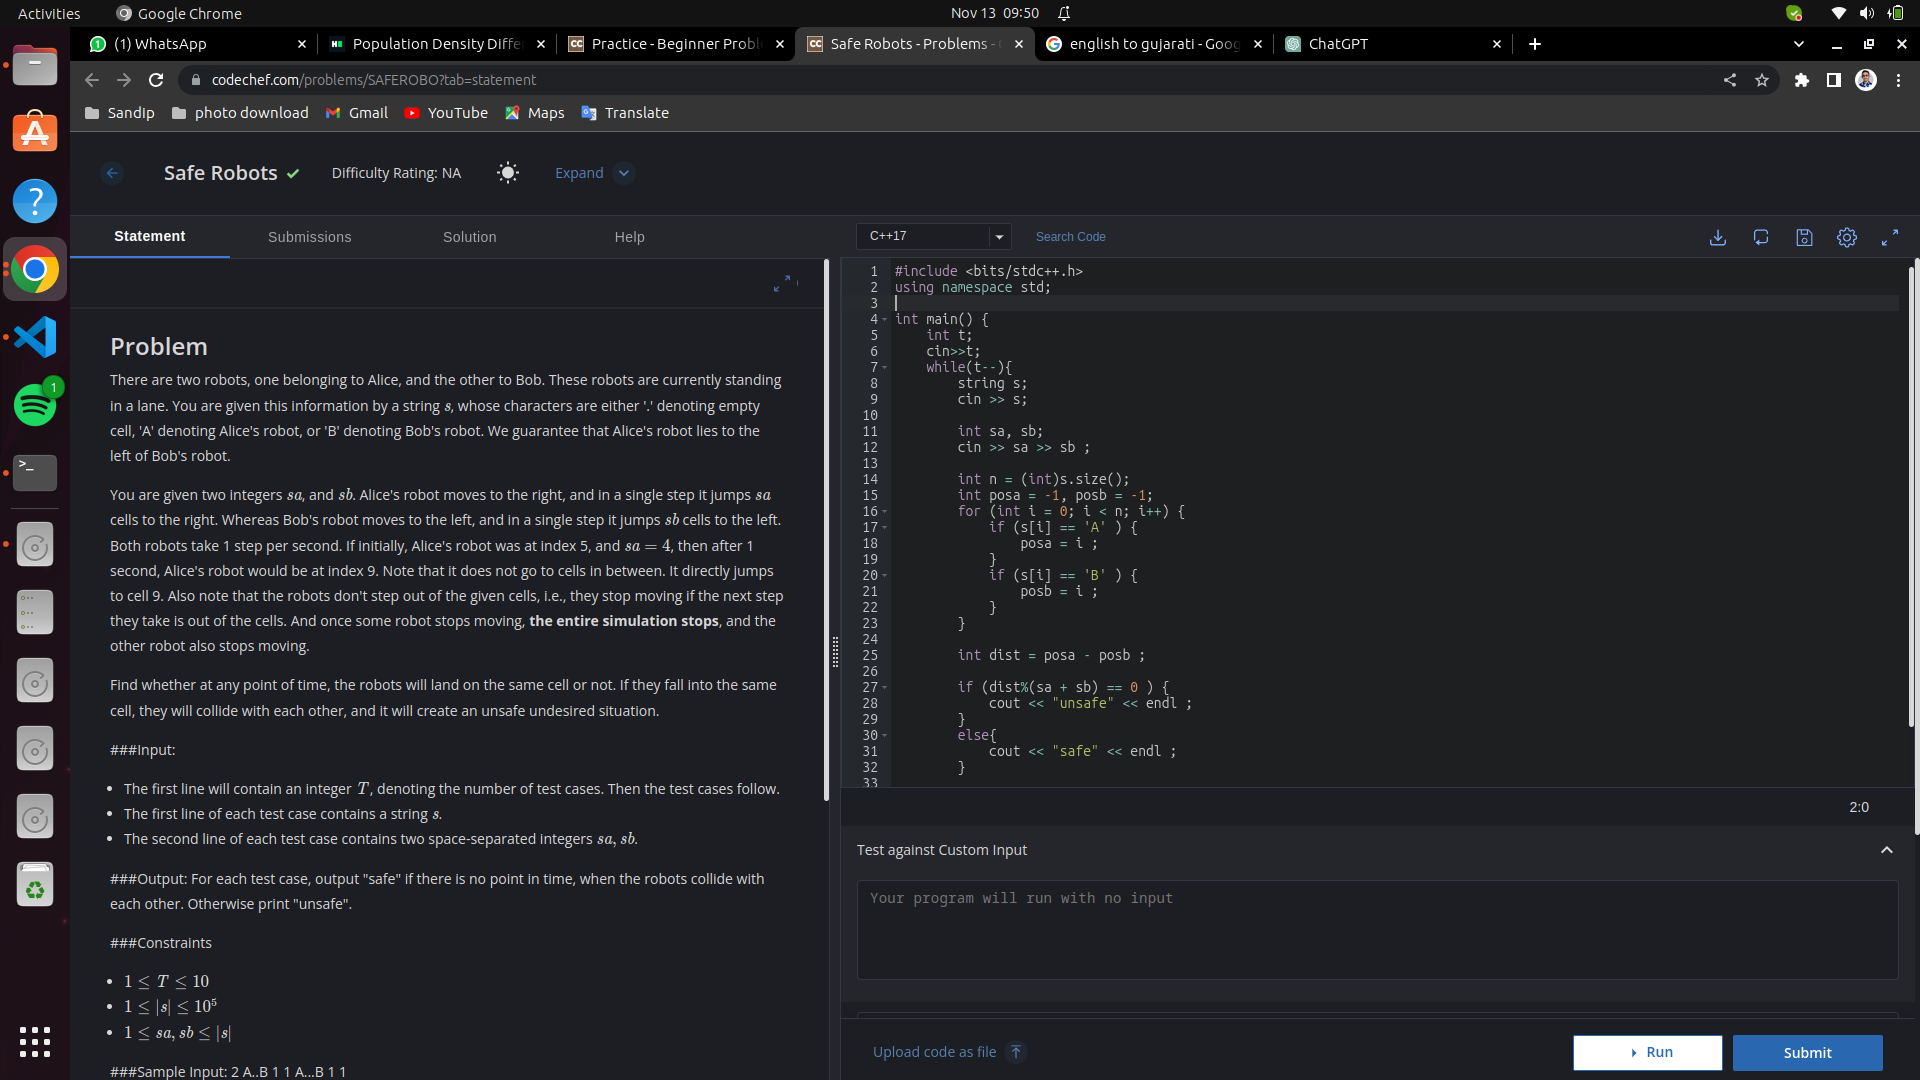 Activities
Google Chrome
Nov 13 09:50
(1) WhatsApp
Population Density Diffe
Practice - Beginner Probl
Safe Robots - Problems -
english to gujarati - Goog
ChatGPT
codechef.com/problems/SAFEROBO?tab=statement
SandIp
photo download
Gmail
YouTube
Maps
Translate
Safe Robots
Difficulty Rating: NA
Expand
Statement
Submissions
Solution
Help
Problem
There are two robots, one belonging to Alice, and the other to Bob. These robots are currently standing
in a lane. You are given this information by a string s, whose characters are either '.' denoting empty
cell, 'A' denoting Alice's robot, or 'B' denoting Bob's robot. We guarantee that Alice's robot lies to the
left of Bob's robot.
You are given two integers sa, and sb. Alice's robot moves to the right, and in a single step it jumps sa
cells to the right. Whereas Bob's robot moves to the left, and in a single step it jumps sb cells to the left.
Both robots take 1 step per second. If initially, Alice's robot was at index 5, and sa = 4, then after 1
second, Alice's robot would be at index 9. Note that it does not go to cells in between. It directly jumps
to cell 9. Also note that the robots don't step out of the given cells, i.e., they stop moving if the next step
they take is out of the cells. And once some robot stops moving, the entire simulation stops, and the
other robot also stops moving.
Find whether at any point of time, the robots will land on the same cell or not. If they fall into the same
cell, they will collide with each other, and it will create an unsafe undesired situation.
###Input:
• The first line will contain an integer T, denoting the number of test cases. Then the test cases follow.
• The first line of each test case contains a string s.
• The second line of each test case contains two space-separated integers sa, sb.
###Output: For each test case, output "safe" if there is no point in time, when the robots collide with
each other. Otherwise print "unsafe".
###Constraints
• 1 ≤ T ≤ 10
• 1 ≤ |s| ≤ 10⁵
• 1 ≤ sa, sb ≤ |s|
###Sample Input: 2 A..B 1 1 A...B 1 1
C++17
Search Code
1 #include <bits/stdc++.h>
2 using namespace std;
3
4 int main() {
5 int t;
6 cin>>t;
7 while(t--){
8 string s;
9 cin >> s;
10
11 int sa, sb;
12 cin >> sa >> sb ;
13
14 int n = (int)s.size();
15 int posa = -1, posb = -1;
16 for (int i = 0; i < n; i++) {
17 if (s[i] == 'A' ) {
18 posa = i ;
19 }
20 if (s[i] == 'B' ) {
21 posb = i ;
22 }
23 }
24
25 int dist = posa - posb ;
26
27 if (dist%(sa + sb) == 0 ) {
28 cout << "unsafe" << endl ;
29 }
30 else{
31 cout << "safe" << endl ;
32 }
33
2:0
Test against Custom Input
Your program will run with no input
Upload code as file
Run
Submit
1